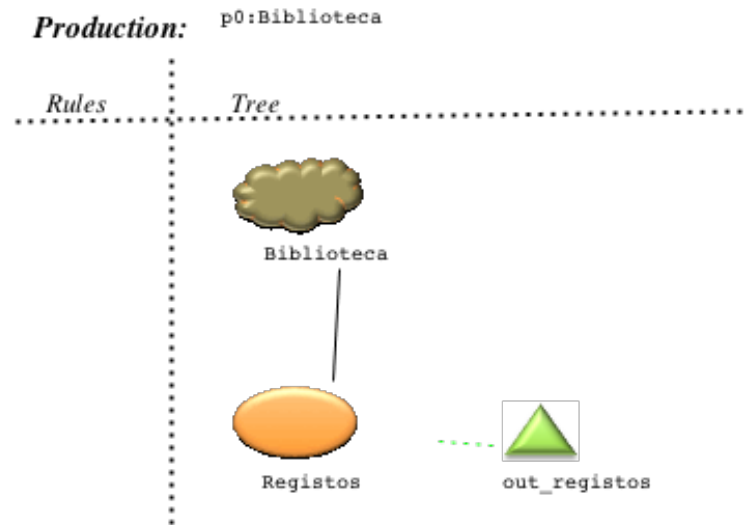 Production: p0:Biblioteca
Rules Tree
Biblioteca
Registos out_registos